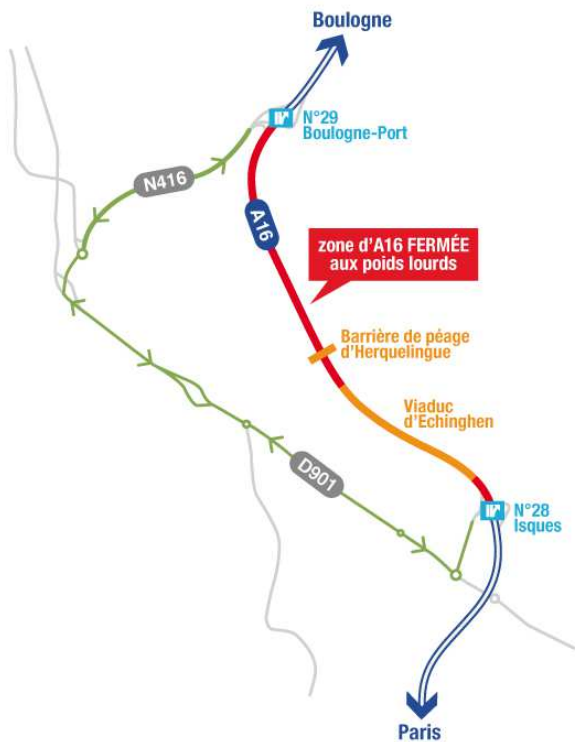 Boulogne
N°29
Boulogne-Port
N416
A16
zone d'A16 FERMÉE
aux poids lourds
Barrière de péage
d'Herquelingue
Viaduc
d'Echinghen
D901
N°28
Isques
Paris